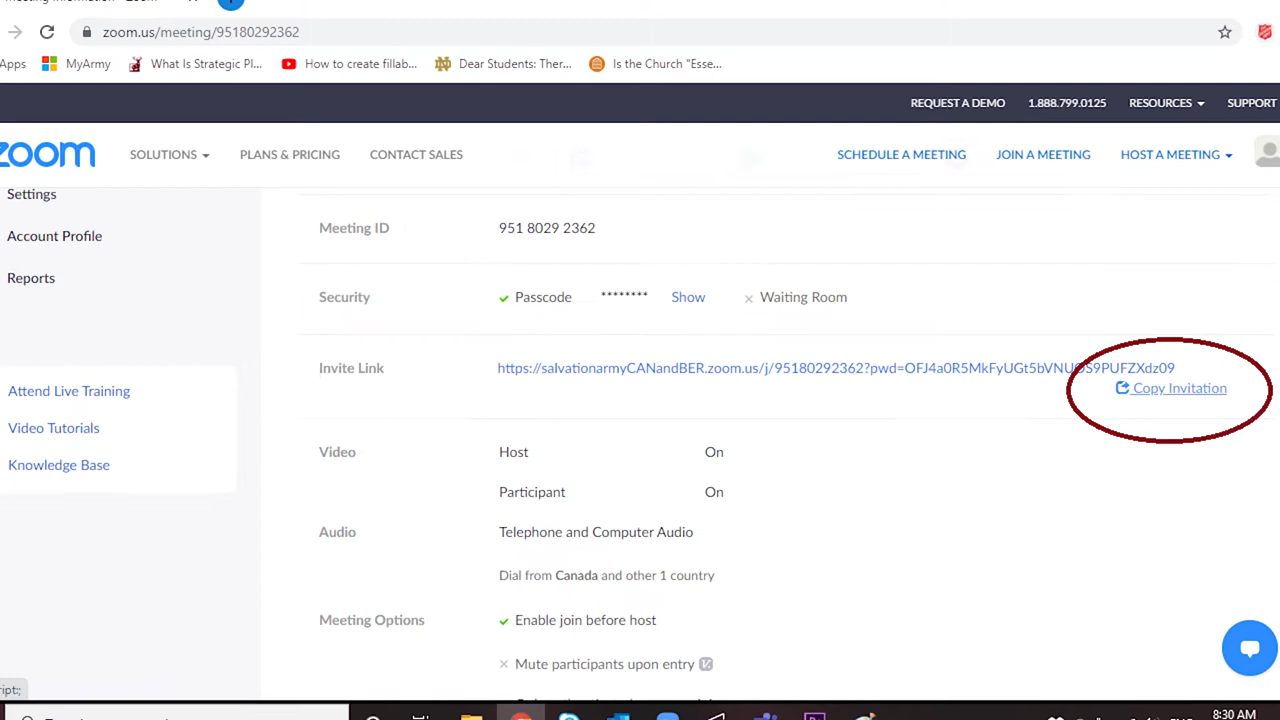 zoom.us/meeting/95180292362
Apps MyArmy What Is Strategic Pl... How to create fillab... Dear Students: Ther... Is the Church "Esse...
REQUEST A DEMO 1.888.799.0125 RESOURCES SUPPORT
zoom SOLUTIONS PLANS & PRICING CONTACT SALES SCHEDULE A MEETING JOIN A MEETING HOST A MEETING
Settings
Meeting ID 951 8029 2362
Account Profile
Reports
Security Passcode ******** Show Waiting Room
Invite Link https://salvationarmyCANandBER.zoom.us/j/95180292362?pwd=OFJ4a0R5MkFyUGt5bVNUOS9PUFZXdz09
Copy Invitation
Attend Live Training
Video Tutorials
Knowledge Base
Video Host On
Participant On
Audio Telephone and Computer Audio
Dial from Canada and other 1 country
Meeting Options Enable join before host
Mute participants upon entry
ript;
8:30 AM